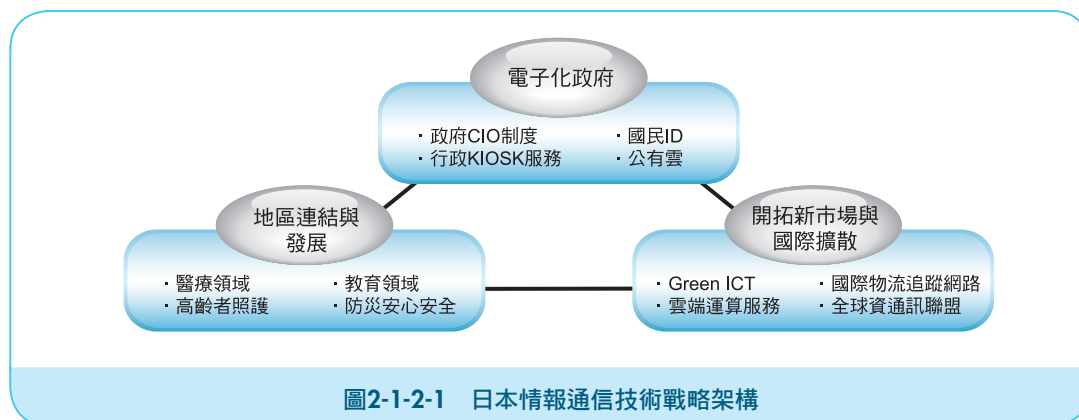 電子化政府
・政府CIO制度
・國民ID
・行政KIOSK服務
・公有雲
地區連結與
發展
・醫療領域
・教育領域
・高齡者照護
・防災安心安全
開拓新市場與
國際擴散
・Green ICT
・國際物流追蹤網路
・雲端運算服務
・全球資通訊聯盟
圖2-1-2-1 日本情報通信技術戰略架構